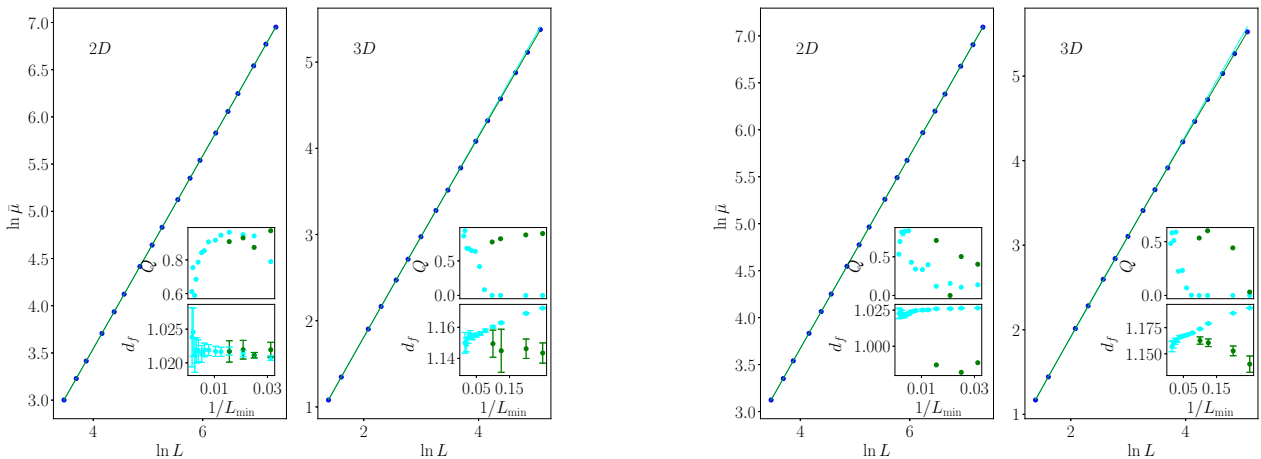 2D
3D
2D
3D
7.0
6.5
6.0
5.5
5.0
4.5
4.0
3.5
3.0
ln μ̄
4
6
ln L
Q
0.8
0.6
d_f
1.025
1.020
0.01
0.03
1/L_min
5
4
3
2
1
2
4
ln L
Q
0.5
0.0
d_f
1.16
1.14
0.05
0.15
1/L_min
7.0
6.5
6.0
5.5
5.0
4.5
4.0
3.5
3.0
ln μ̄
4
6
ln L
Q
0.5
0.0
d_f
1.025
1.000
0.01
0.03
1/L_min
5
4
3
2
1
2
4
ln L
Q
0.5
0.0
d_f
1.175
1.150
0.05
0.15
1/L_min